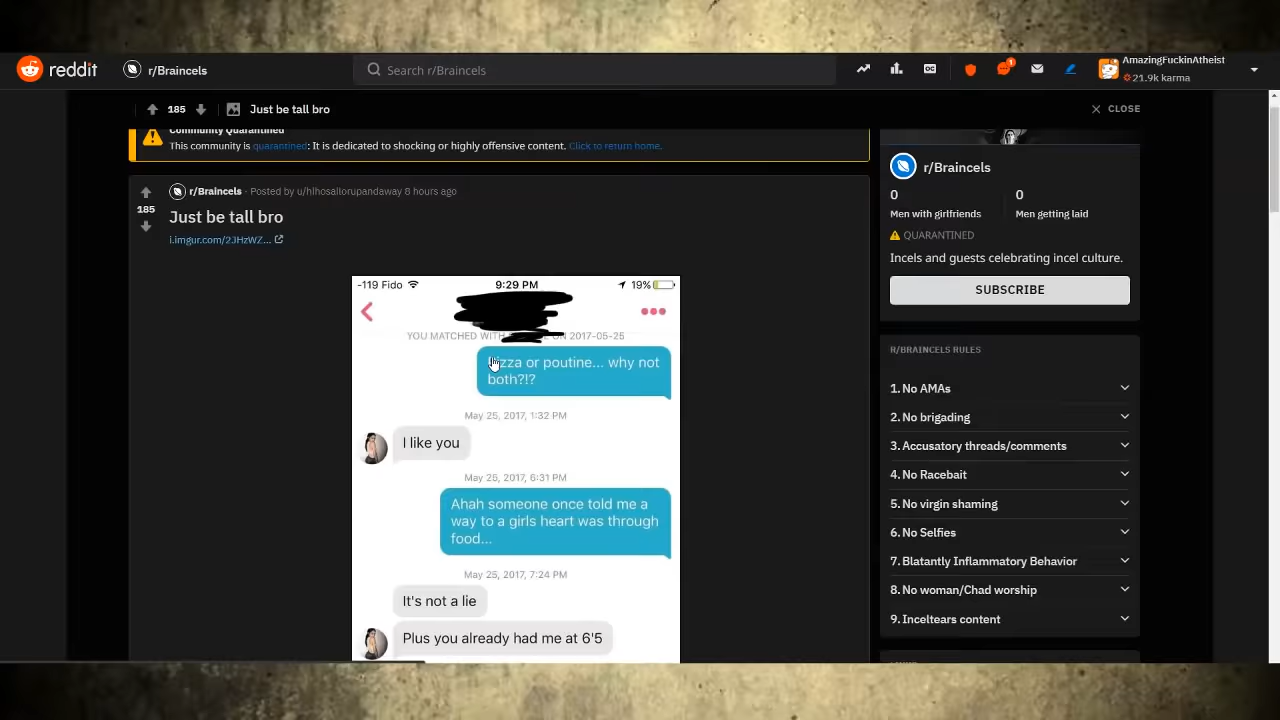 reddit
r/Braincels
Search r/Braincels
AmazingFuckinAtheist
21.9k karma
185
Just be tall bro
CLOSE
Community Quarantined
This community is quarantined: It is dedicated to shocking or highly offensive content. Click to return home.
r/Braincels · Posted by u/hihosallorupandaway 8 hours ago
185
Just be tall bro
i.imgur.com/2JHzWZ...
-119 Fido
9:29 PM
19%
YOU MATCHED WITH ON 2017-05-25
or poutine... why not
both?!?
May 25, 2017, 1:32 PM
I like you
May 25, 2017, 6:31 PM
Ahah someone once told me a
way to a girls heart was through
food...
May 25, 2017, 7:24 PM
It's not a lie
Plus you already had me at 6'5
r/Braincels
0
0
Men with girlfriends
Men getting laid
QUARANTINED
Incels and guests celebrating incel culture.
SUBSCRIBE
R/BRAINCELS RULES
1. No AMAs
2. No brigading
3. Accusatory threads/comments
4. No Racebait
5. No virgin shaming
6. No Selfies
7. Blatantly Inflammatory Behavior
8. No woman/Chad worship
9. Inceltears content